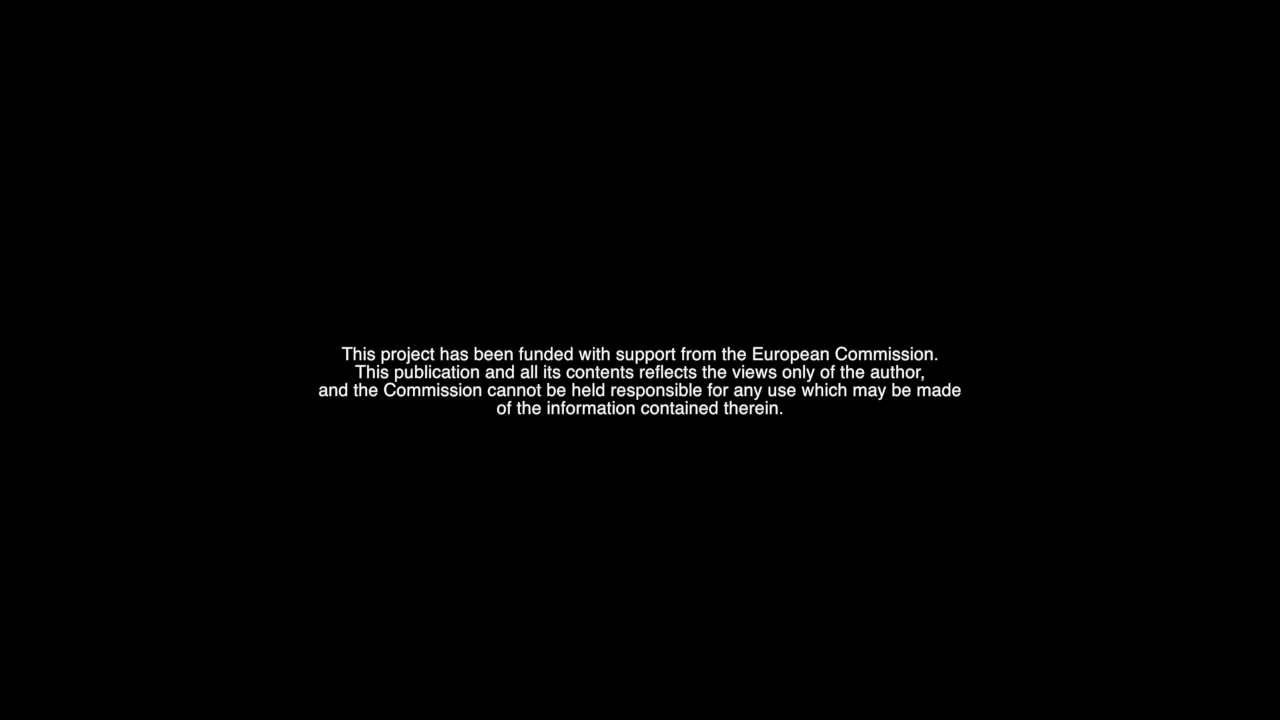 This project has been funded with support from the European Commission.
This publication and all its contents reflects the views only of the author,
and the Commission cannot be held responsible for any use which may be made
of the information contained therein.